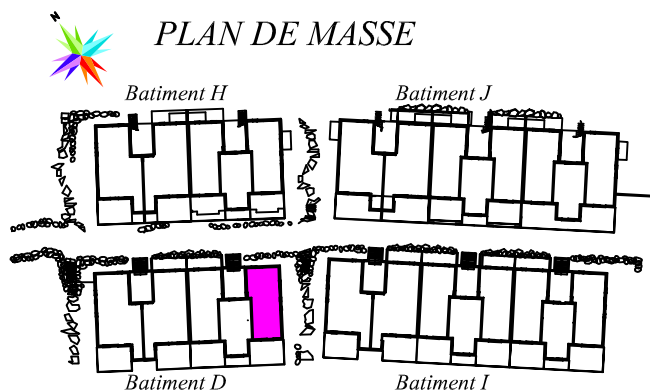 N
PLAN DE MASSE
Batiment H
Batiment J
Batiment D
Batiment I